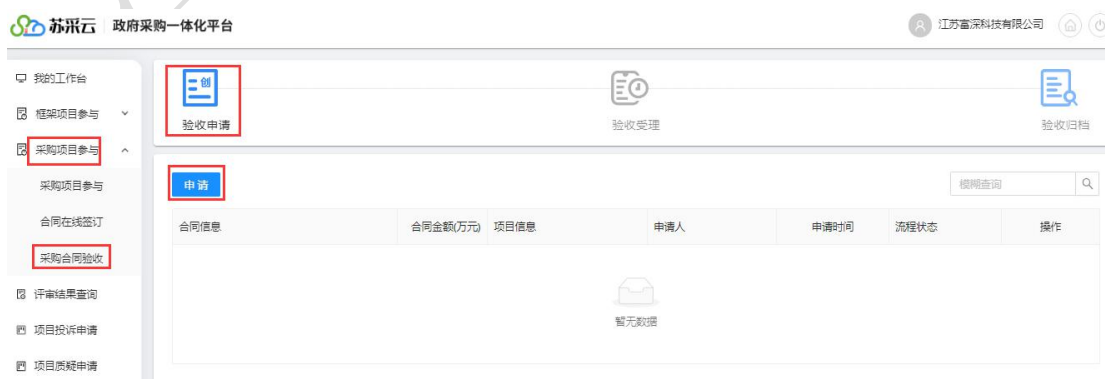 苏采云 政府采购一体化平台 江苏富深科技有限公司
我的工作台
框架项目参与
采购项目参与
采购项目参与
合同在线签订
采购合同验收
评审结果查询
项目投诉申请
项目质疑申请
创
验收申请 验收受理 验收归档
申请 模糊查询
合同信息 合同金额(万元) 项目信息 申请人 申请时间 流程状态 操作
暂无数据